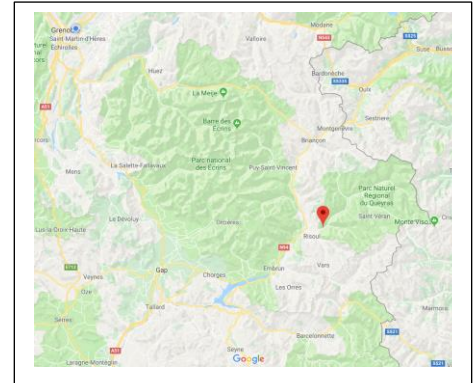 Modane
Grenoble
Saint-Martin-d'Hères
Échirolles
Valloire
Suse
Bardonèche
Huez
Oulx
La Meije
Sestriere
Barre des
Écrins
Montgenèvre
Briançon
Mens
La Salette-Fallavaux
Parc national
des Écrins
Puy-Saint-Vincent
Parc Naturel
Régional
du Queyras
Saint-Véran
Monte Viso
Le Dévoluy
Orcières
Lus-la-Croix-Haute
Risoul
N94
Vars
Gap
Chorges
Embrun
Veynes
Les Orres
Tallard
Serres
Marmora
Barcelonnette
A51
Seyne
Google
Laragne-Montéglin